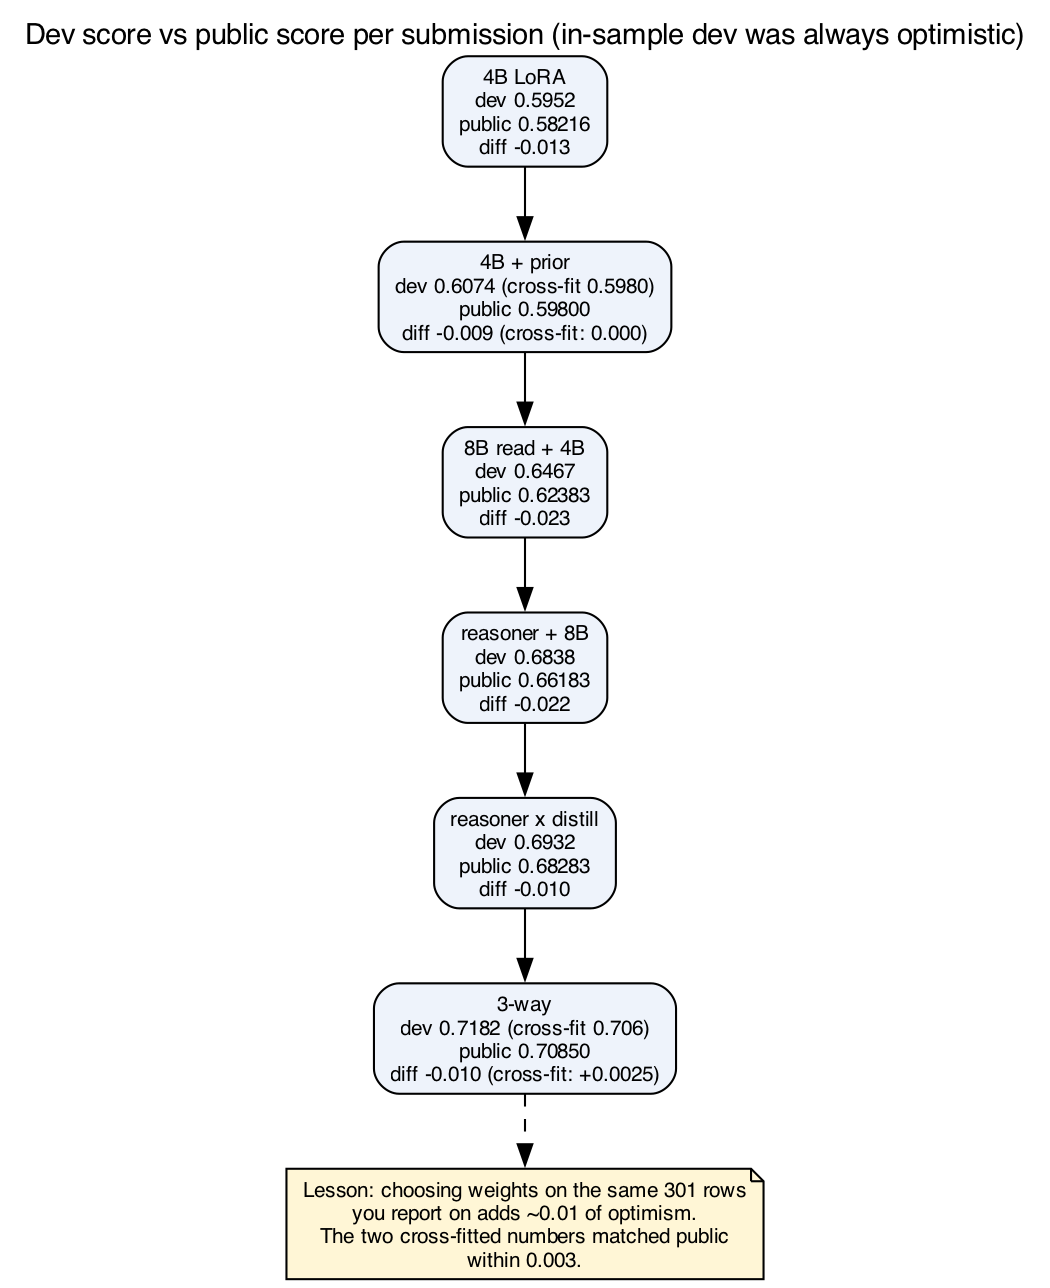 Dev score vs public score per submission (in-sample dev was always optimistic)
4B LoRA
dev 0.5952
public 0.58216
diff -0.013
4B + prior
dev 0.6074 (cross-fit 0.5980)
public 0.59800
diff -0.009 (cross-fit: 0.000)
8B read + 4B
dev 0.6467
public 0.62383
diff -0.023
reasoner + 8B
dev 0.6838
public 0.66183
diff -0.022
reasoner x distill
dev 0.6932
public 0.68283
diff -0.010
3-way
dev 0.7182 (cross-fit 0.706)
public 0.70850
diff -0.010 (cross-fit: +0.0025)
Lesson: choosing weights on the same 301 rows
you report on adds ~0.01 of optimism.
The two cross-fitted numbers matched public
within 0.003.